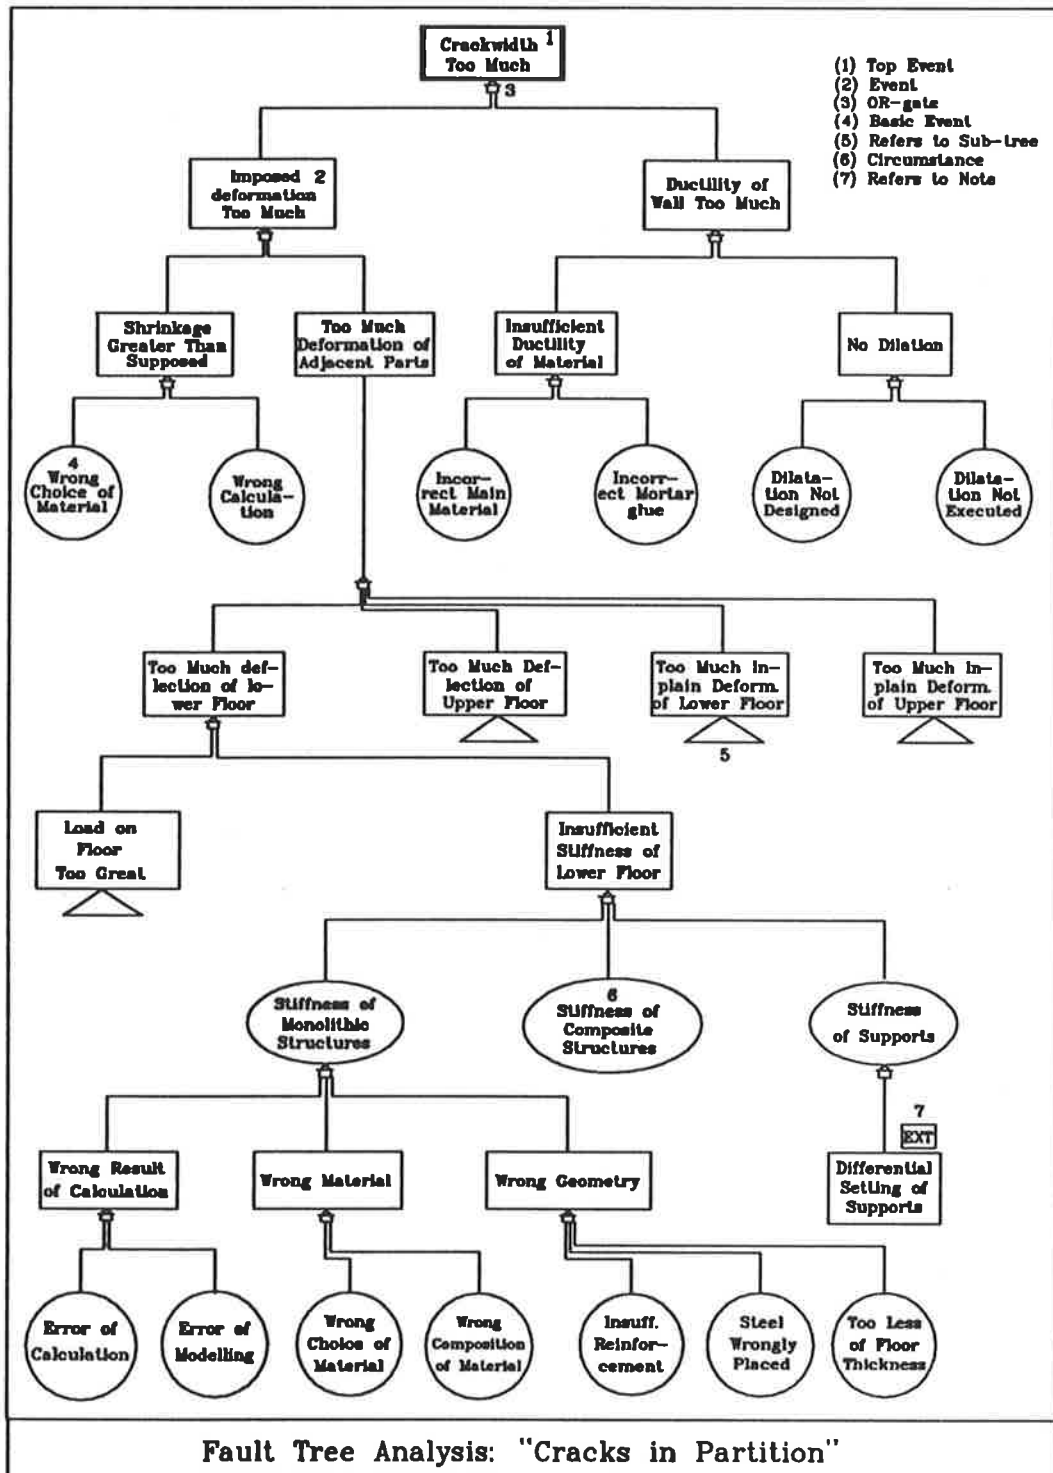 Crackwidth 1
Too Much
3
(1) Top Event
(2) Event
(3) OR-gate
(4) Basic Event
(5) Refers to Sub-tree
(6) Circumstance
(7) Refers to Note
Imposed 2
deformation
Too Much
Ductility of
Wall Too Much
Shrinkage
Greater Than
Supposed
Too Much
Deformation of
Adjacent Parts
Insufficient
Ductility
of Material
No Dilation
4
Wrong
Choice of
Material
Wrong
Calcula-
tion
Incor-
rect Main
Material
Incorr-
ect Mortar
glue
Dilata-
tion Not
Designed
Dilata-
tion Not
Executed
Too Much def-
lection of lo-
wer Floor
Too Much Def-
lection of
Upper Floor
Too Much In-
plain Deform.
of Lower Floor
Too Much In-
plain Deform.
of Upper Floor
5
Load on
Floor
Too Great
Insufficient
Stiffness of
Lower Floor
Stiffness of
Monolithic
Structures
6
Stiffness of
Composite
Structures
Stiffness
of Supports
7
EXT
Wrong Result
of Calculation
Wrong Material
Wrong Geometry
Differential
Setling of
Supports
Error of
Calculation
Error of
Modelling
Wrong
Choice of
Material
Wrong
Composition
of Material
Insuff.
Reinfor-
cement
Steel
Wrongly
Placed
Too Less
of Floor
Thickness
Fault Tree Analysis: "Cracks in Partition"